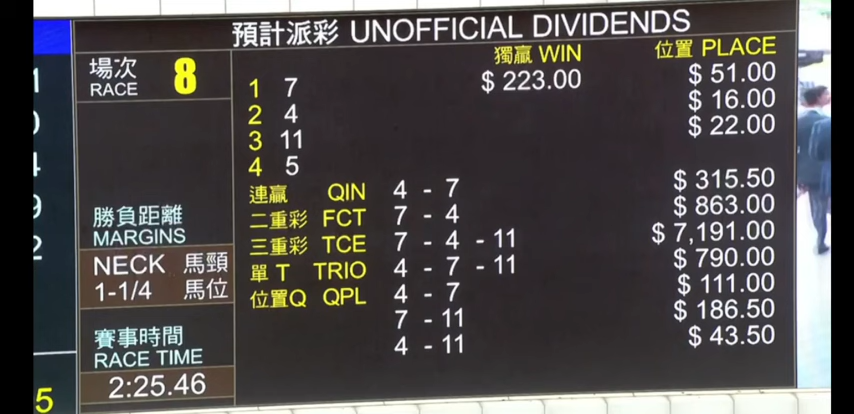 預計派彩 UNOFFICIAL DIVIDENDS
獨贏 WIN 位置 PLACE
場次
RACE 8
1 7 $ 223.00 $ 51.00
2 4 $ 16.00
3 11 $ 22.00
4 5
連贏 QIN 4 - 7 $ 315.50
二重彩 FCT 7 - 4 $ 863.00
三重彩 TCE 7 - 4 - 11 $ 7,191.00
單T TRIO 4 - 7 - 11 $ 790.00
位置Q QPL 4 - 7 $ 111.00
7 - 11 $ 186.50
4 - 11 $ 43.50
勝負距離
MARGINS
NECK 馬頸
1-1/4 馬位
賽事時間
RACE TIME
2:25.46
5